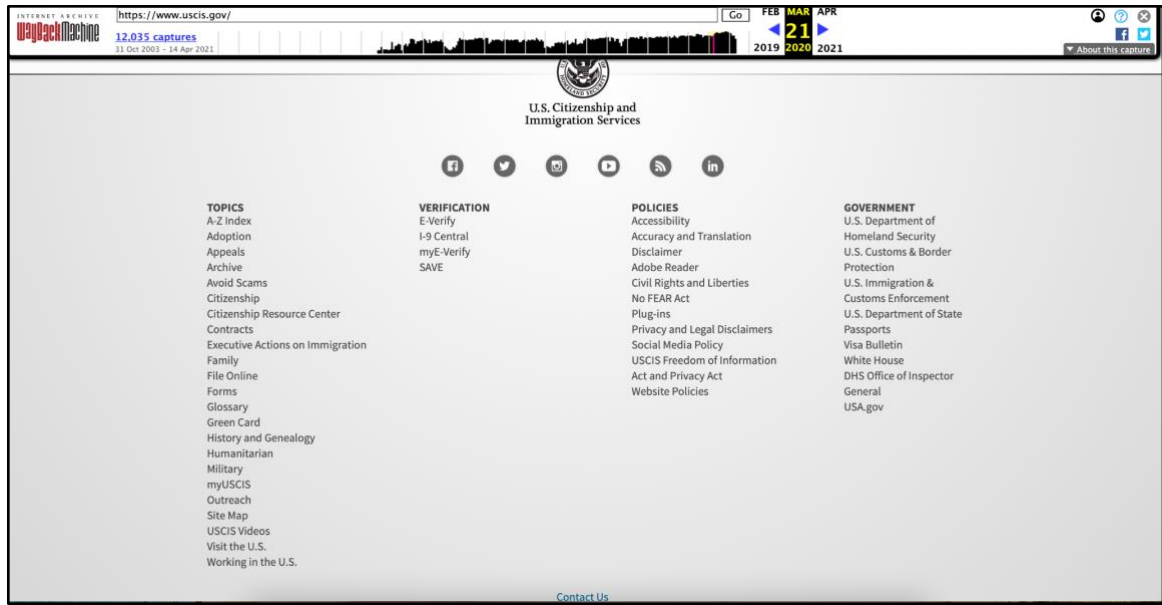 INTERNET ARCHIVE
WayBackMachine
https://www.uscis.gov/
Go
FEB MAR APR
12,035 captures
21
31 Oct 2003 - 14 Apr 2021
2019 2020 2021
About this capture
U.S. Citizenship and
Immigration Services
TOPICS
A-Z Index
Adoption
Appeals
Archive
Avoid Scams
Citizenship
Citizenship Resource Center
Contracts
Executive Actions on Immigration
Family
File Online
Forms
Glossary
Green Card
History and Genealogy
Humanitarian
Military
myUSCIS
Outreach
Site Map
USCIS Videos
Visit the U.S.
Working in the U.S.
VERIFICATION
E-Verify
I-9 Central
myE-Verify
SAVE
POLICIES
Accessibility
Accuracy and Translation
Disclaimer
Adobe Reader
Civil Rights and Liberties
No FEAR Act
Plug-ins
Privacy and Legal Disclaimers
Social Media Policy
USCIS Freedom of Information
Act and Privacy Act
Website Policies
GOVERNMENT
U.S. Department of
Homeland Security
U.S. Customs & Border
Protection
U.S. Immigration &
Customs Enforcement
U.S. Department of State
Passports
Visa Bulletin
White House
DHS Office of Inspector
General
USA.gov
Contact Us